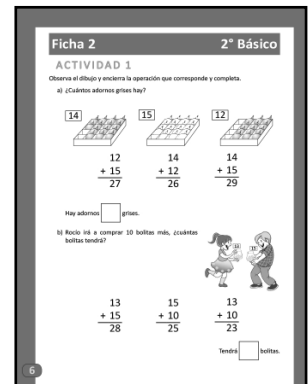 Ficha 2 2° Básico
ACTIVIDAD 1
Observa el dibujo y encierra la operación que corresponde y completa.
a) ¿Cuántos adornos grises hay?
14 15 12
12 14 14
+ 15 + 12 + 15
27 26 29
Hay adornos grises.
b) Rocío irá a comprar 10 bolitas más, ¿cuántas
bolitas tendrá?
13 15 13
+ 15 + 10 + 10
28 25 23
Tendrá bolitas.
6